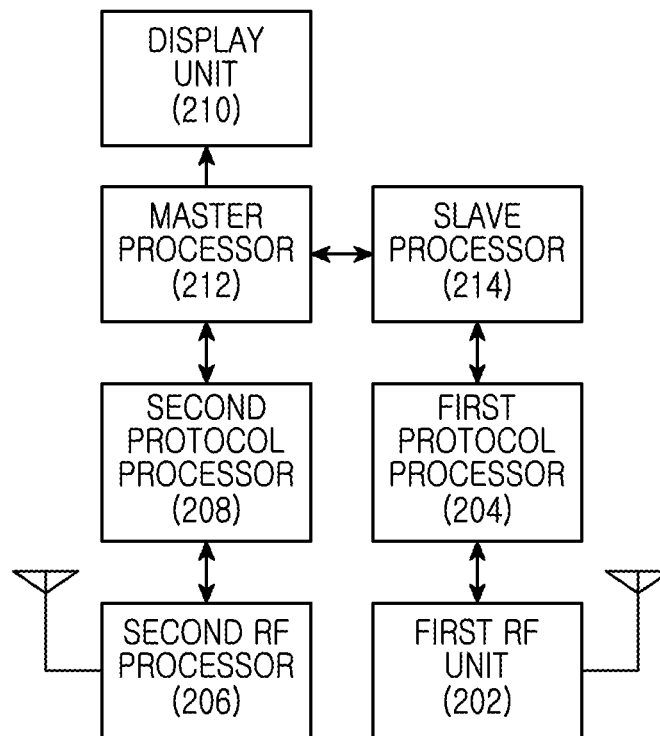 DISPLAY
UNIT
(210)
MASTER
PROCESSOR
(212)
SLAVE
PROCESSOR
(214)
SECOND
PROTOCOL
PROCESSOR
(208)
FIRST
PROTOCOL
PROCESSOR
(204)
SECOND RF
PROCESSOR
(206)
FIRST RF
UNIT
(202)